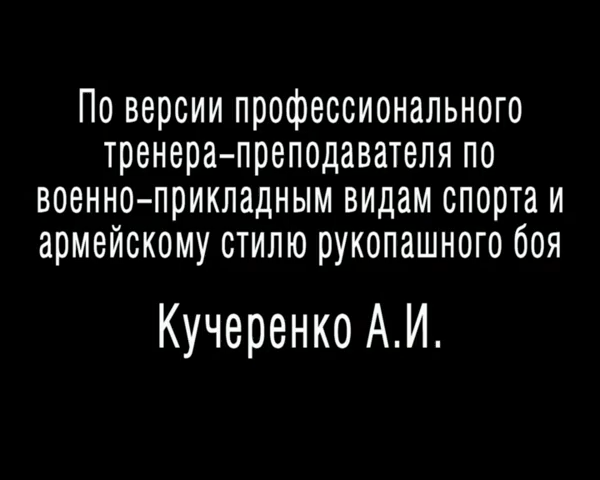 По версии профессионального
тренера-преподавателя по
военно-прикладным видам спорта и
армейскому стилю рукопашного боя
Кучеренко А.И.